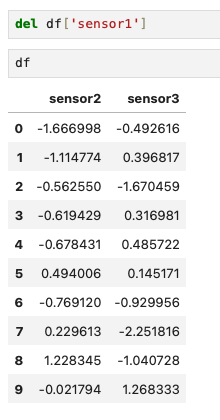 del df['sensor1']
df
sensor2 sensor3
0 -1.666998 -0.492616
1 -1.114774 0.396817
2 -0.562550 -1.670459
3 -0.619429 0.316981
4 -0.678431 0.485722
5 0.494006 0.145171
6 -0.769120 -0.929956
7 0.229613 -2.251816
8 1.228345 -1.040728
9 -0.021794 1.268333